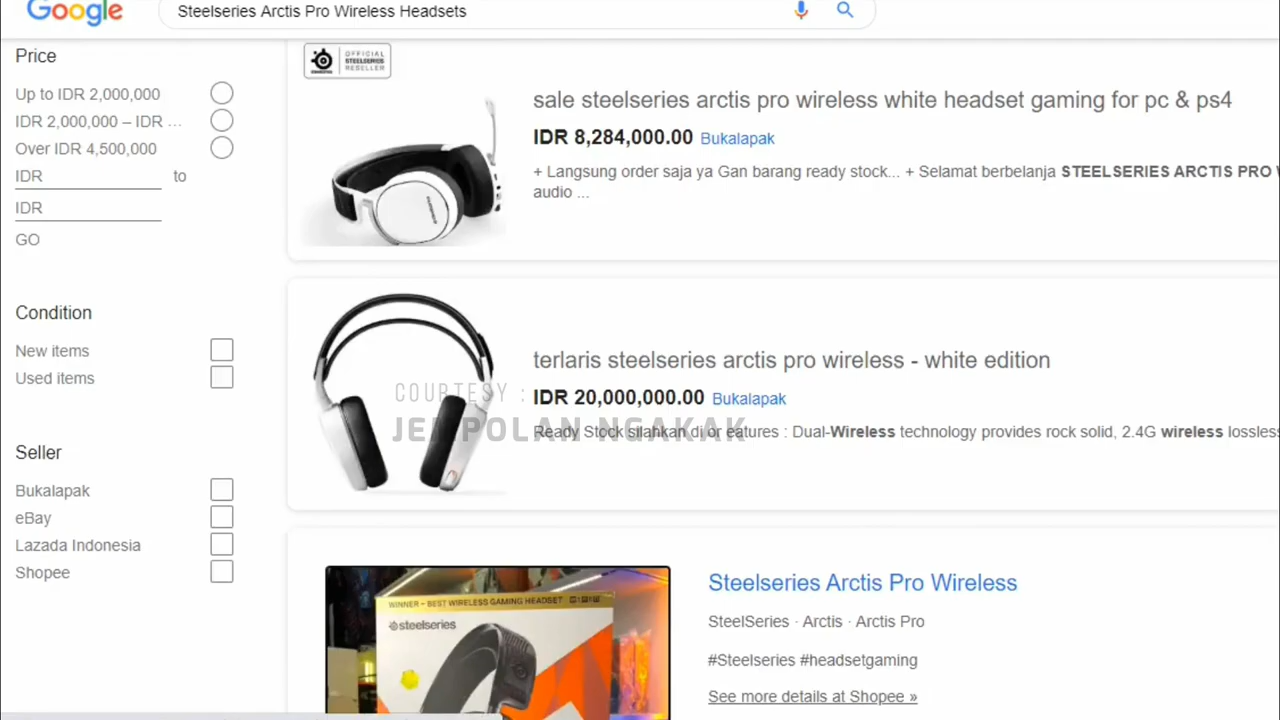 Google
Steelseries Arctis Pro Wireless Headsets
Price
Up to IDR 2,000,000
IDR 2,000,000 – IDR ...
Over IDR 4,500,000
IDR
to
IDR
GO
Condition
New items
Used items
Seller
Bukalapak
eBay
Lazada Indonesia
Shopee
OFFICIAL
STEELSERIES
RESELLER
sale steelseries arctis pro wireless white headset gaming for pc & ps4
IDR 8,284,000.00 Bukalapak
+ Langsung order saja ya Gan barang ready stock... + Selamat berbelanja STEELSERIES ARCTIS PRO
audio ...
terlaris steelseries arctis pro wireless - white edition
IDR 20,000,000.00 Bukalapak
Ready Stock silahkan di or eatures : Dual-Wireless technology provides rock solid, 2.4G wireless lossless
COURTESY :
JEMPOLAN NGAKAK
WINNER – BEST WIRELESS GAMING HEADSET
steelseries
Steelseries Arctis Pro Wireless
SteelSeries · Arctis · Arctis Pro
#Steelseries #headsetgaming
See more details at Shopee »